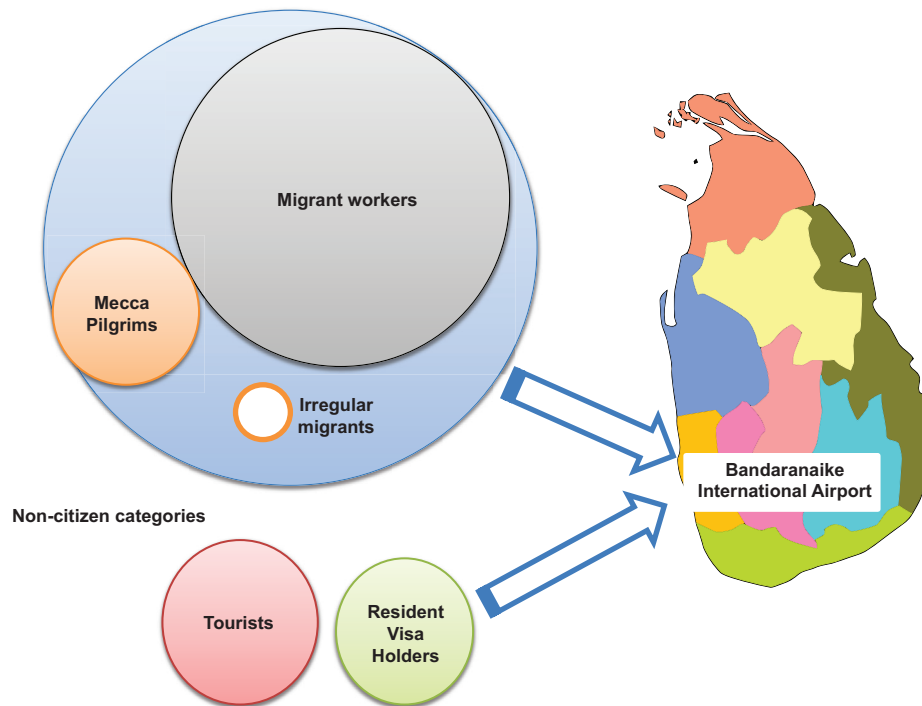 Migrant workers
Mecca
Pilgrims
Irregular
migrants
Bandaranaike
International Airport
Non-citizen categories
Tourists
Resident
Visa
Holders